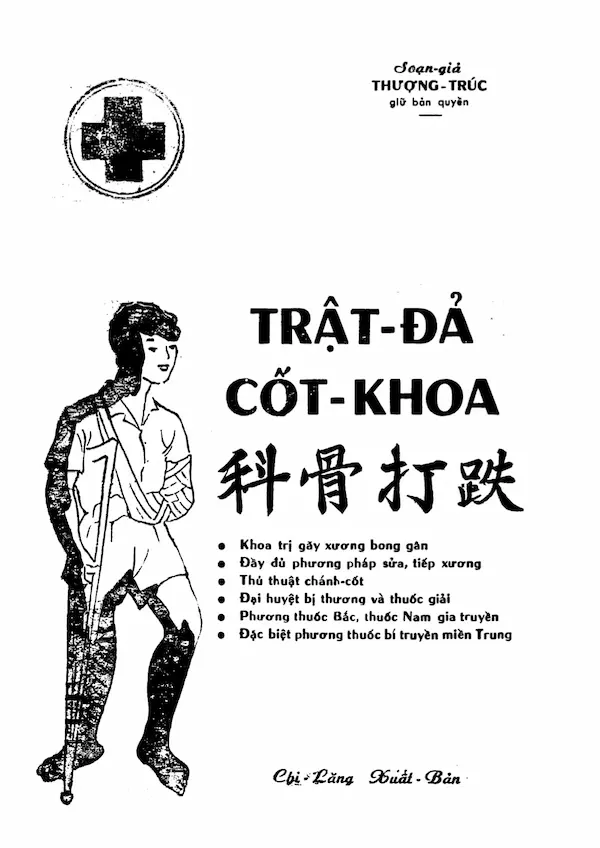 Soạn-giả
THƯỢNG-TRÚC
giữ bản quyền
TRẬT-ĐẢ
CỐT-KHOA
科骨打跌
Khoa trị gãy xương bong gân
Đầy đủ phương pháp sửa, tiếp xương
Thủ thuật chánh-cốt
Đại huyệt bị thương và thuốc giải
Phương thuốc Bắc, thuốc Nam gia truyền
Đặc biệt phương thuốc bí truyền miền Trung
Chi-Lăng Xuất-Bản